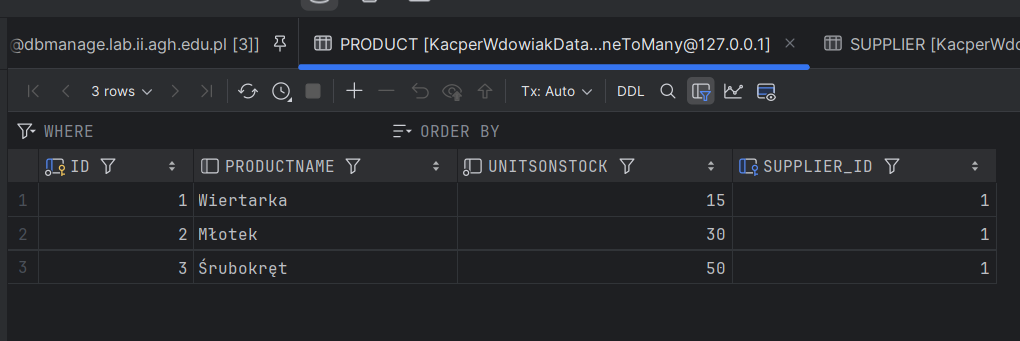 @dbmanage.lab.ii.agh.edu.pl [3]] PRODUCT [KacperWdowiakData...neToMany@127.0.0.1] SUPPLIER [KacperWdo
3 rows Tx: Auto DDL
WHERE ORDER BY
ID PRODUCTNAME UNITSONSTOCK SUPPLIER_ID
1 1 Wiertarka 15 1
2 2 Młotek 30 1
3 3 Śrubokręt 50 1